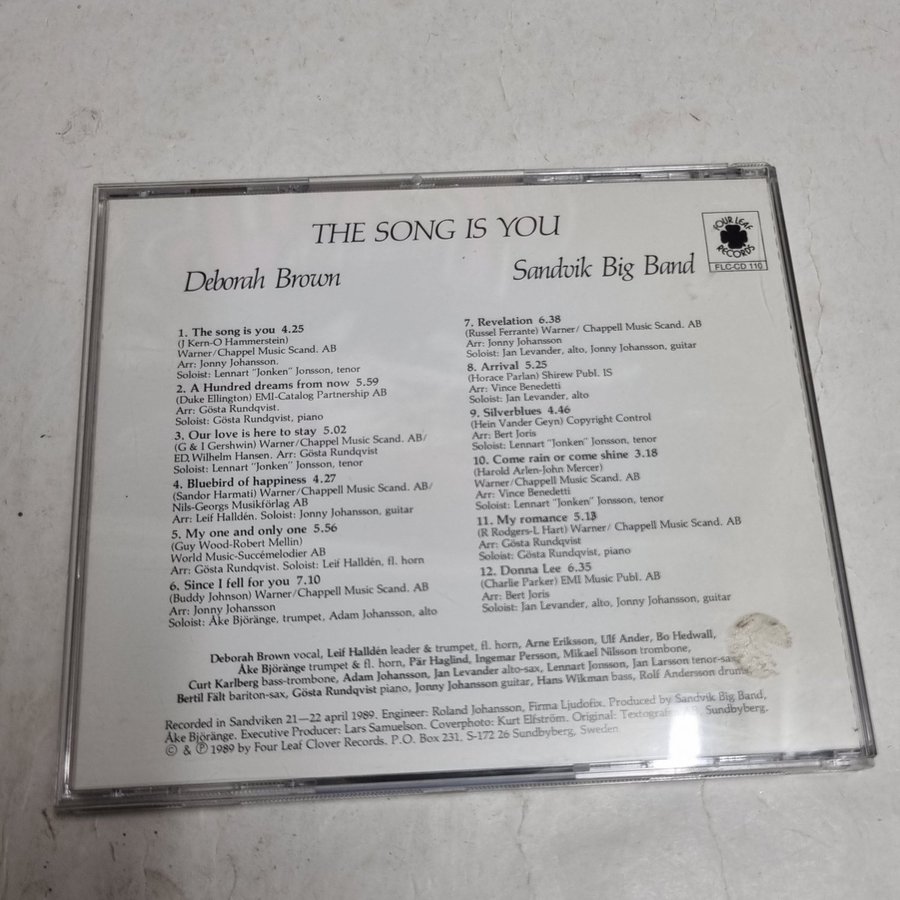 THE SONG IS YOU
Deborah Brown
Sandvik Big Band
FOUR LEAF
RECORDS
FLC-CD 110
1. The song is you 4.25
(J Kern-O Hammerstein)
Warner/Chappel Music Scand. AB
Arr: Jonny Johansson.
Soloist: Lennart "Jonken" Jonsson, tenor
2. A Hundred dreams from now 5.59
(Duke Ellington) EMI-Catalog Partnership AB
Arr: Gösta Rundqvist.
Soloist: Gösta Rundqvist, piano
3. Our love is here to stay 5.02
(G & I Gershwin) Warner/Chappel Music Scand. AB/
ED, Wilhelm Hansen. Arr: Gösta Rundqvist
Soloist: Lennart "Jonken" Jonsson, tenor
4. Bluebird of happiness 4.27
(Sandor Harmati) Warner/Chappell Music Scand. AB/
Nils-Georgs Musikförlag AB
Arr: Leif Halldén. Soloist: Jonny Johansson, guitar
5. My one and only one 5.56
(Guy Wood-Robert Mellin)
World Music-Succémelodier AB
Arr: Gösta Rundqvist. Soloist: Leif Halldén, fl. horn
6. Since I fell for you 7.10
(Buddy Johnson) Warner/Chappell Music Scand. AB
Arr: Jonny Johansson
Soloist: Åke Björänge, trumpet, Adam Johansson, alto
7. Revelation 6.38
(Russel Ferrante) Warner/ Chappell Music Scand. AB
Arr: Jonny Johansson
Soloist: Jan Levander, alto, Jonny Johansson, guitar
8. Arrival 5.25
(Horace Parlan) Shirew Publ. IS
Arr: Vince Benedetti
Soloist: Jan Levander, alto
9. Silverblues 4.46
(Hein Vander Geyn) Copyright Control
Arr: Bert Joris
Soloist: Lennart "Jonken" Jonsson, tenor
10. Come rain or come shine 3.18
(Harold Arlen-John Mercer)
Warner/Chappell Music Scand. AB
Arr: Vince Benedetti
Soloist: Lennart "Jonken" Jonsson, tenor
11. My romance 5.13
(R Rodgers-L Hart) Warner/ Chappell Music Scand. AB
Arr: Gösta Rundqvist
Soloist: Gösta Rundqvist, piano
12. Donna Lee 6.35
(Charlie Parker) EMI Music Publ. AB
Arr: Bert Joris
Soloist: Jan Levander, alto, Jonny Johansson, guitar
Deborah Brown vocal, Leif Halldén leader & trumpet, fl. horn, Arne Eriksson, Ulf Ander, Bo Hedwall,
Åke Björänge trumpet & fl. horn, Pär Haglind, Ingemar Persson, Mikael Nilsson trombone,
Curt Karlberg bass-trombone, Adam Johansson, Jan Levander alto-sax, Lennart Jonsson, Jan Larsson tenor-sax,
Bertil Fält bariton-sax, Gösta Rundqvist piano, Jonny Johansson guitar, Hans Wikman bass, Rolf Andersson drums
Recorded in Sandviken 21—22 april 1989. Engineer: Roland Johansson, Firma Ljudofix. Produced by Sandvik Big Band,
Åke Björänge. Executive Producer: Lars Samuelson. Coverphoto: Kurt Elfström. Original: AB, Sundbyberg.
© & ℗ 1989 by Four Leaf Clover Records. P.O. Box 231. S-172 26 Sundbyberg, Sweden.